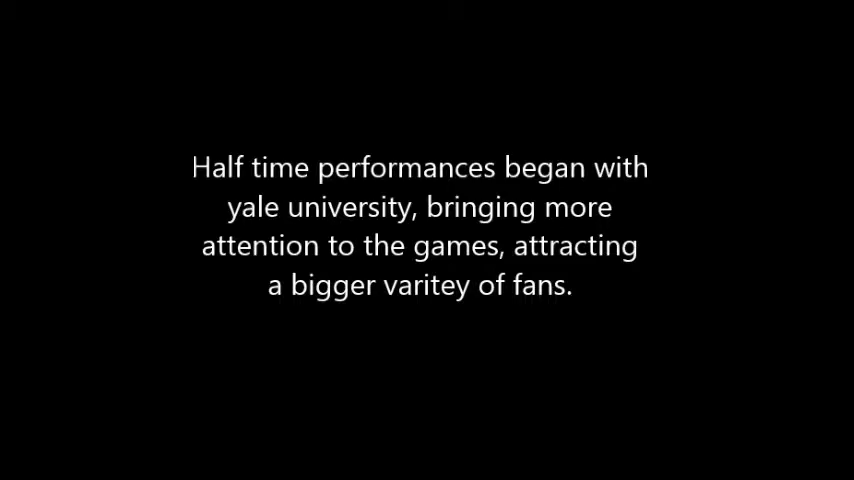 Half time performances began with
yale university, bringing more
attention to the games, attracting
a bigger varitey of fans.